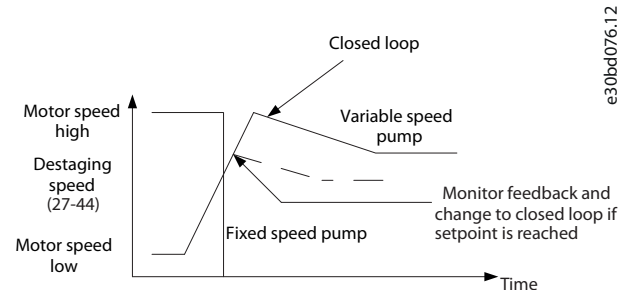 e30bd076.12
Closed loop
Motor speed
high
Variable speed
pump
Destaging
speed
(27-44)
Monitor feedback and
change to closed loop if
setpoint is reached
Fixed speed pump
Motor speed
low
Time